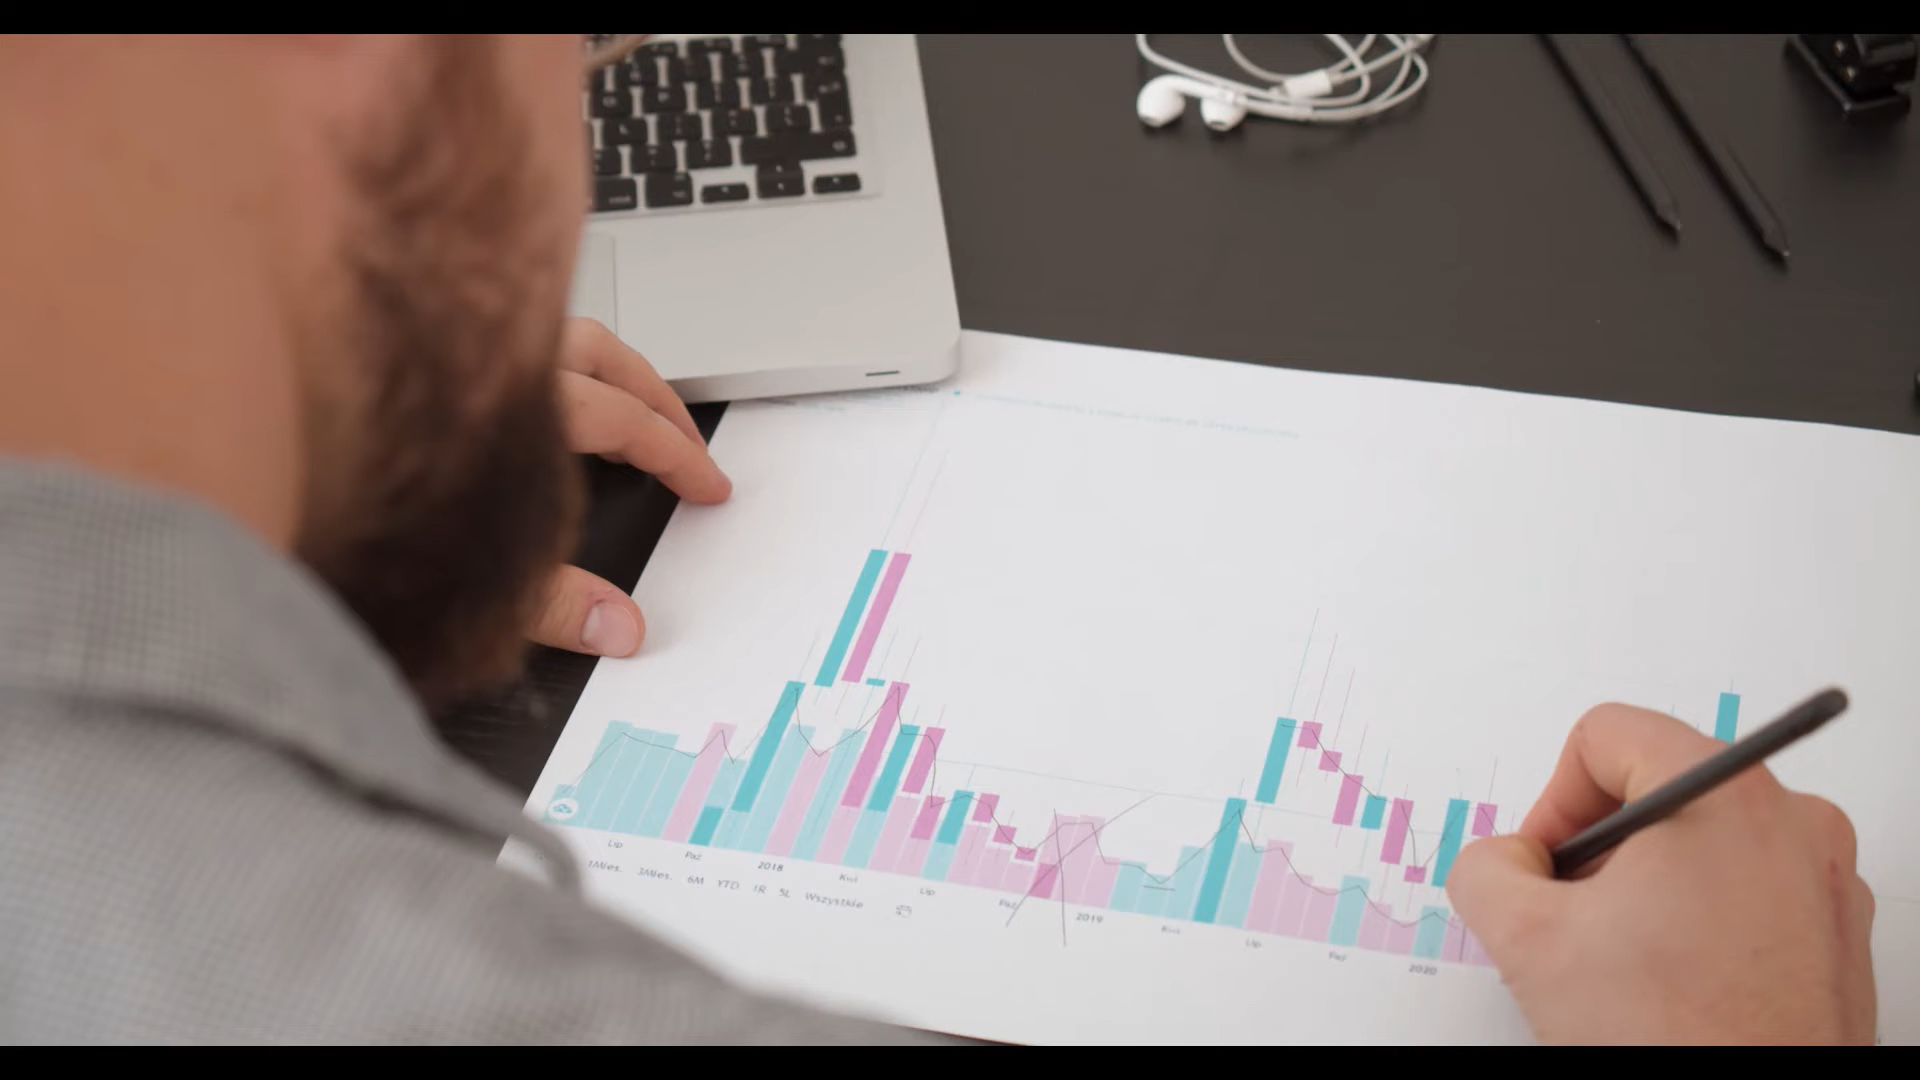 Lip Paź 2018 Kwi Lip Paź 2019 Kwi Lip Paź 2020
1Mies. 3Mies. 6M YTD 1R 5L Wszystkie